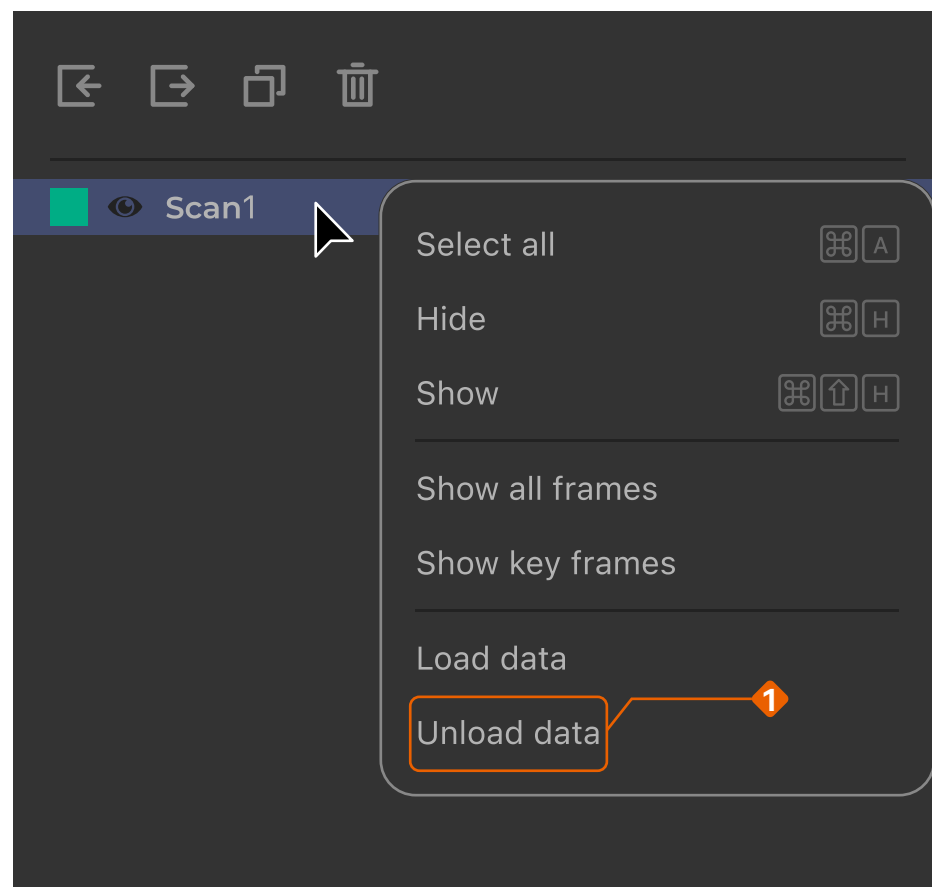 Scan1
Select all ⌘ A
Hide ⌘ H
Show ⌘ ⇧ H
Show all frames
Show key frames
Load data
1
Unload data